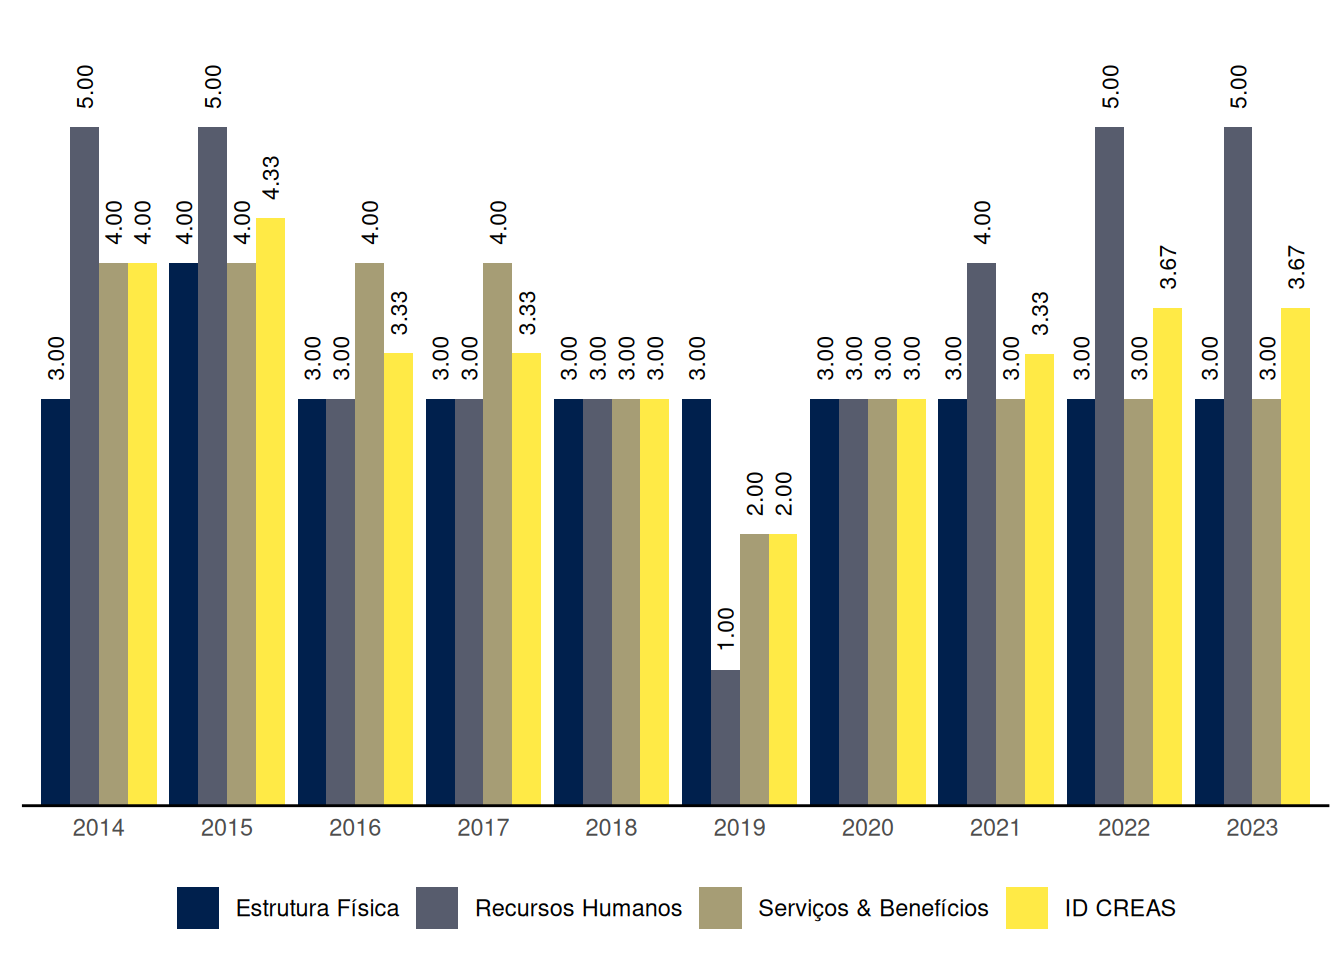 3.00 5.00 4.00 4.00 4.00 5.00 4.00 4.33 3.00 3.00 4.00 3.33 3.00 3.00 4.00 3.33 3.00 3.00 3.00 3.00 3.00 1.00 2.00 2.00 3.00 3.00 3.00 3.00 3.00 4.00 3.00 3.33 3.00 5.00 3.00 3.67 3.00 5.00 3.00 3.67
2014 2015 2016 2017 2018 2019 2020 2021 2022 2023
Estrutura Física Recursos Humanos Serviços & Benefícios ID CREAS